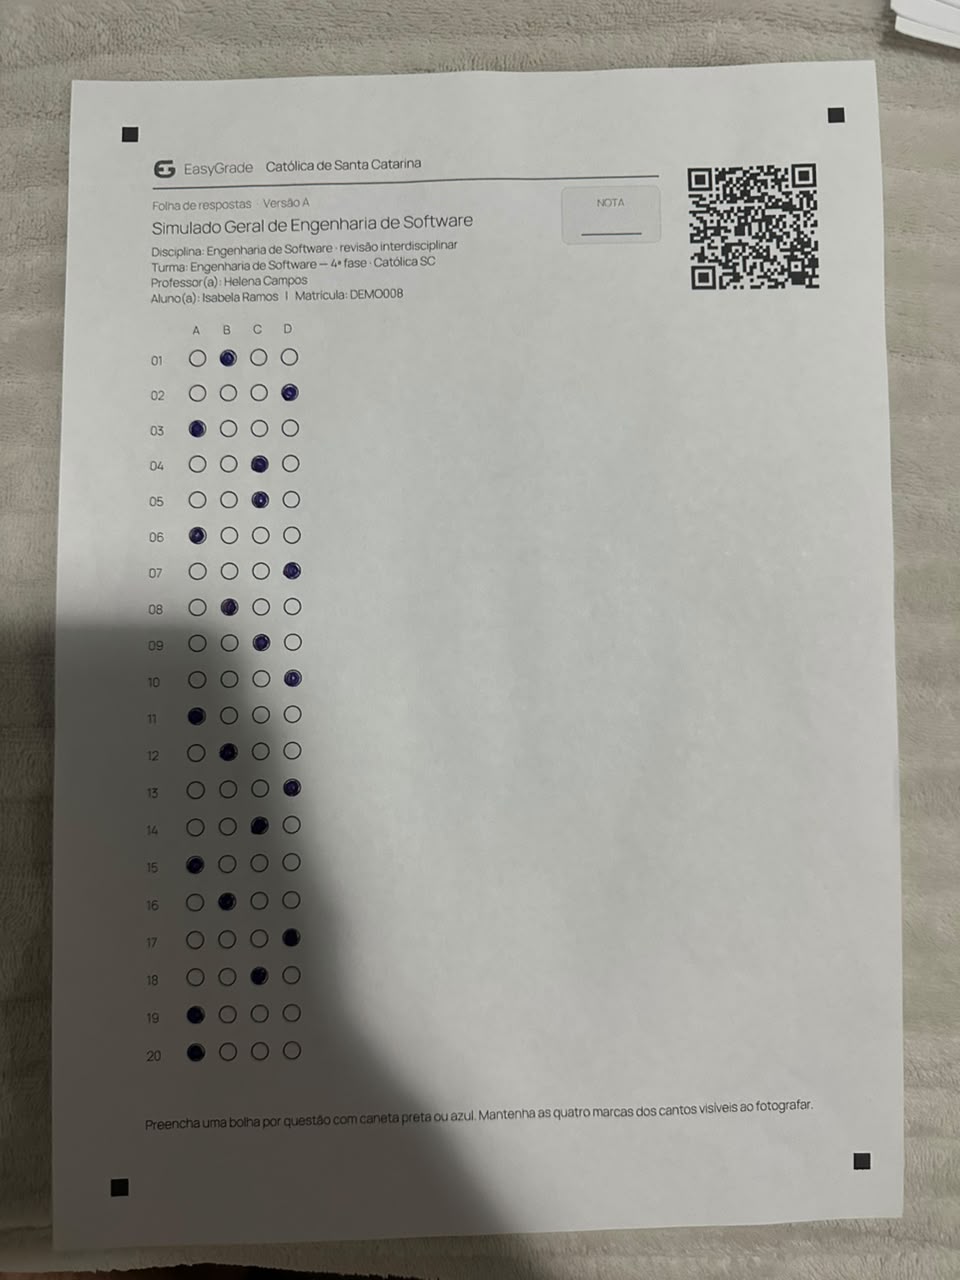 EasyGrade Católica de Santa Catarina
Folha de respostas · Versão A
NOTA
Simulado Geral de Engenharia de Software
Disciplina: Engenharia de Software · revisão interdisciplinar
Turma: Engenharia de Software — 4ª fase · Católica SC
Professor(a): Helena Campos
Aluno(a): Isabela Ramos | Matrícula: DEMO008
A B C D
01
02
03
04
05
06
07
08
09
10
11
12
13
14
15
16
17
18
19
20
Preencha uma bolha por questão com caneta preta ou azul. Mantenha as quatro marcas dos cantos visíveis ao fotografar.